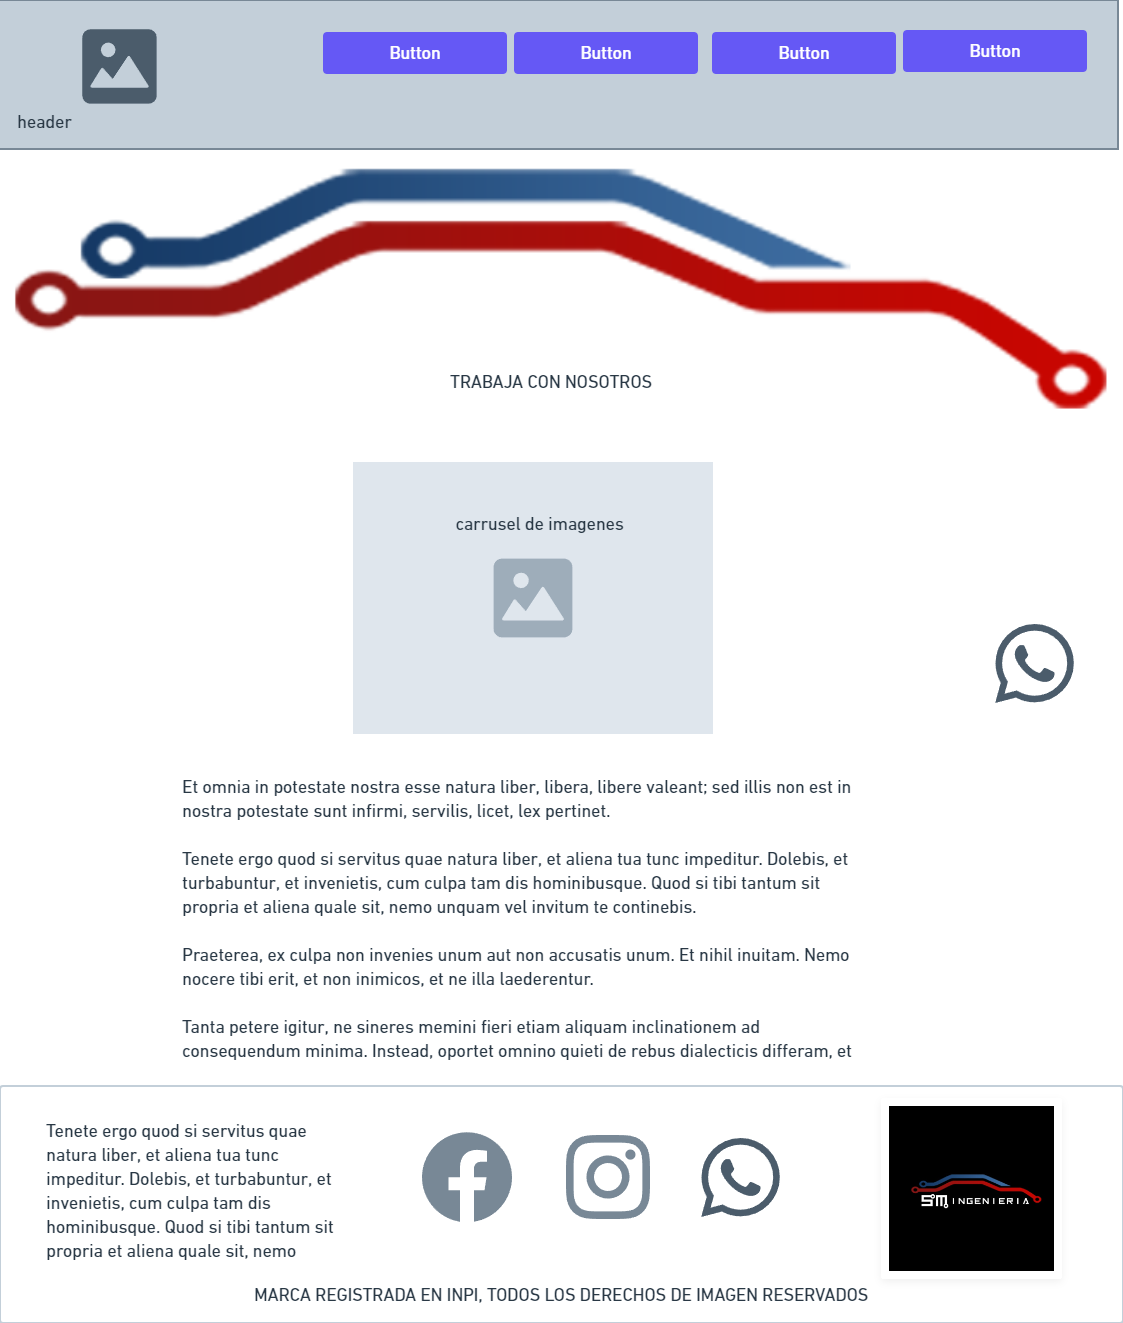 Button Button Button Button
header
TRABAJA CON NOSOTROS
carrusel de imagenes
Et omnia in potestate nostra esse natura liber, libera, libere valeant; sed illis non est in
nostra potestate sunt infirmi, servilis, licet, lex pertinet.
Tenete ergo quod si servitus quae natura liber, et aliena tua tunc impeditur. Dolebis, et
turbabuntur, et invenietis, cum culpa tam dis hominibusque. Quod si tibi tantum sit
propria et aliena quale sit, nemo unquam vel invitum te continebis.
Praeterea, ex culpa non invenies unum aut non accusatis unum. Et nihil inuitam. Nemo
nocere tibi erit, et non inimicos, et ne illa laederentur.
Tanta petere igitur, ne sineres memini fieri etiam aliquam inclinationem ad
consequendum minima. Instead, oportet omnino quieti de rebus dialecticis differam, et
Tenete ergo quod si servitus quae
natura liber, et aliena tua tunc
impeditur. Dolebis, et turbabuntur, et
invenietis, cum culpa tam dis
hominibusque. Quod si tibi tantum sit
propria et aliena quale sit, nemo
SM INGENIERIA
MARCA REGISTRADA EN INPI, TODOS LOS DERECHOS DE IMAGEN RESERVADOS